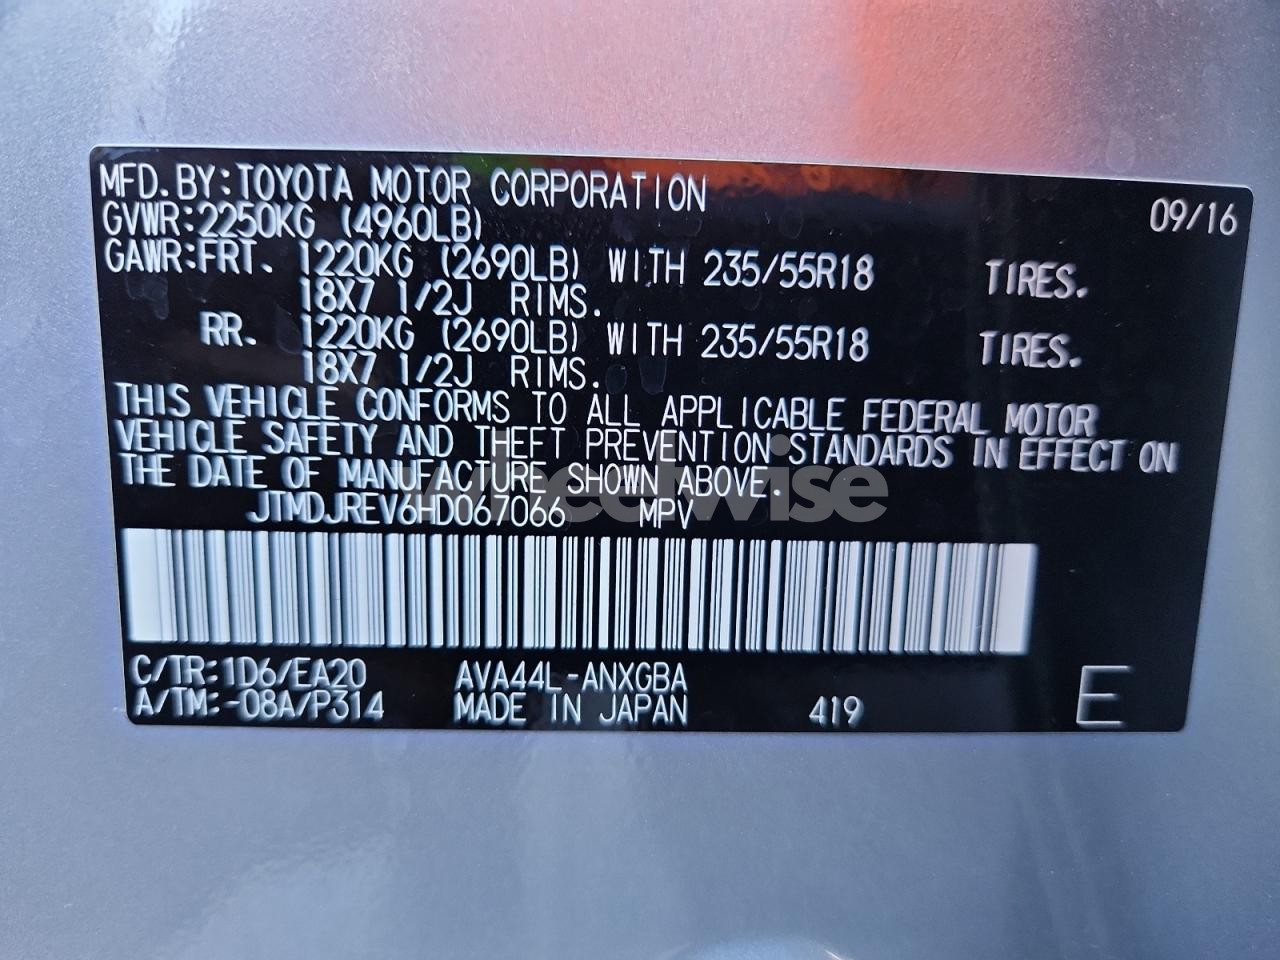 MFD.BY:TOYOTA MOTOR CORPORATION 09/16
GVWR:2250KG (4960LB)
GAWR:FRT. 1220KG (2690LB) WITH 235/55R18 TIRES.
18X7 1/2J RIMS.
RR. 1220KG (2690LB) WITH 235/55R18 TIRES.
18X7 1/2J RIMS.
THIS VEHICLE CONFORMS TO ALL APPLICABLE FEDERAL MOTOR
VEHICLE SAFETY AND THEFT PREVENTION STANDARDS IN EFFECT ON
THE DATE OF MANUFACTURE SHOWN ABOVE.
JTMDJREV6HD067066 MPV
C/TR:1D6/EA20 AVA44L-ANXGBA
A/TM:-08A/P314 MADE IN JAPAN 419 E